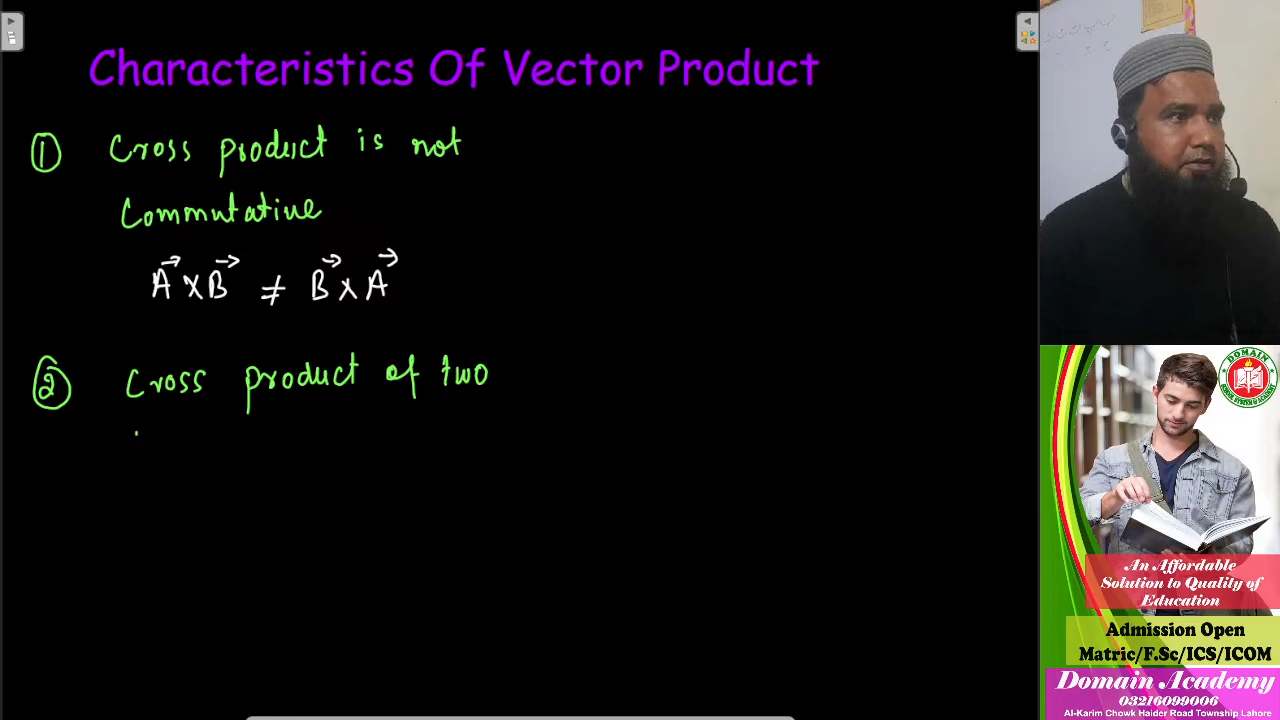 Characteristics Of Vector Product
① Cross product is not
Commutative
A⃗ × B⃗ ≠ B⃗ × A⃗
② Cross product of two
DOMAIN
An Affordable
Solution to Quality of
Education
Admission Open
Matric/F.Sc/ICS/ICOM
Domain Academy
03216099006
Al-Karim Chowk Haider Road Township Lahore